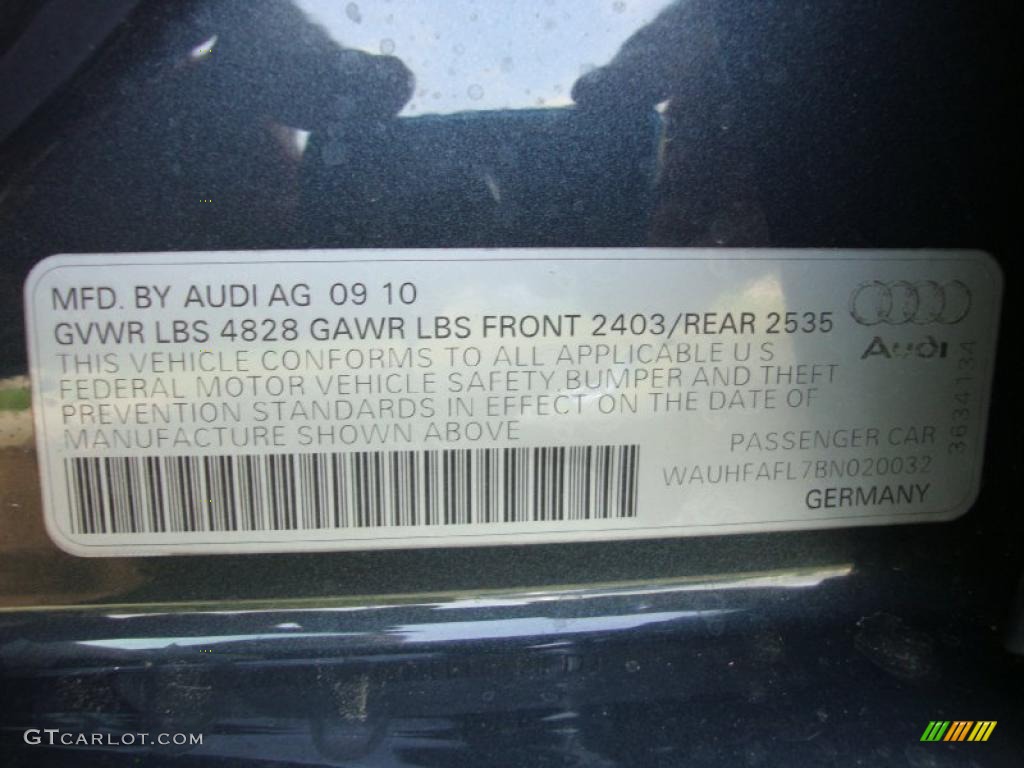 MFD. BY AUDI AG 09 10
GVWR LBS 4828 GAWR LBS FRONT 2403/REAR 2535
THIS VEHICLE CONFORMS TO ALL APPLICABLE U S
FEDERAL MOTOR VEHICLE SAFETY, BUMPER AND THEFT
PREVENTION STANDARDS IN EFFECT ON THE DATE OF
MANUFACTURE SHOWN ABOVE
Audi
3634134
PASSENGER CAR
WAUHFAFL7BN020032
GERMANY
GTCARLOT.COM